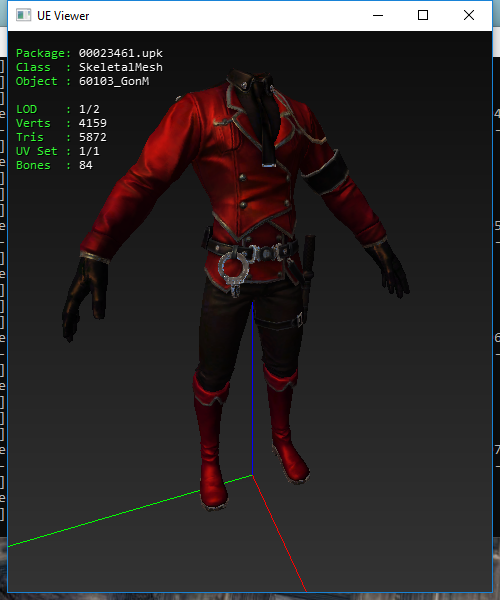 UE Viewer
Package: 00023461.upk
Class  : SkeletalMesh
Object : 60103_GonM
LOD    : 1/2
Verts  : 4159
Tris   : 5872
UV Set : 1/1
Bones  : 84